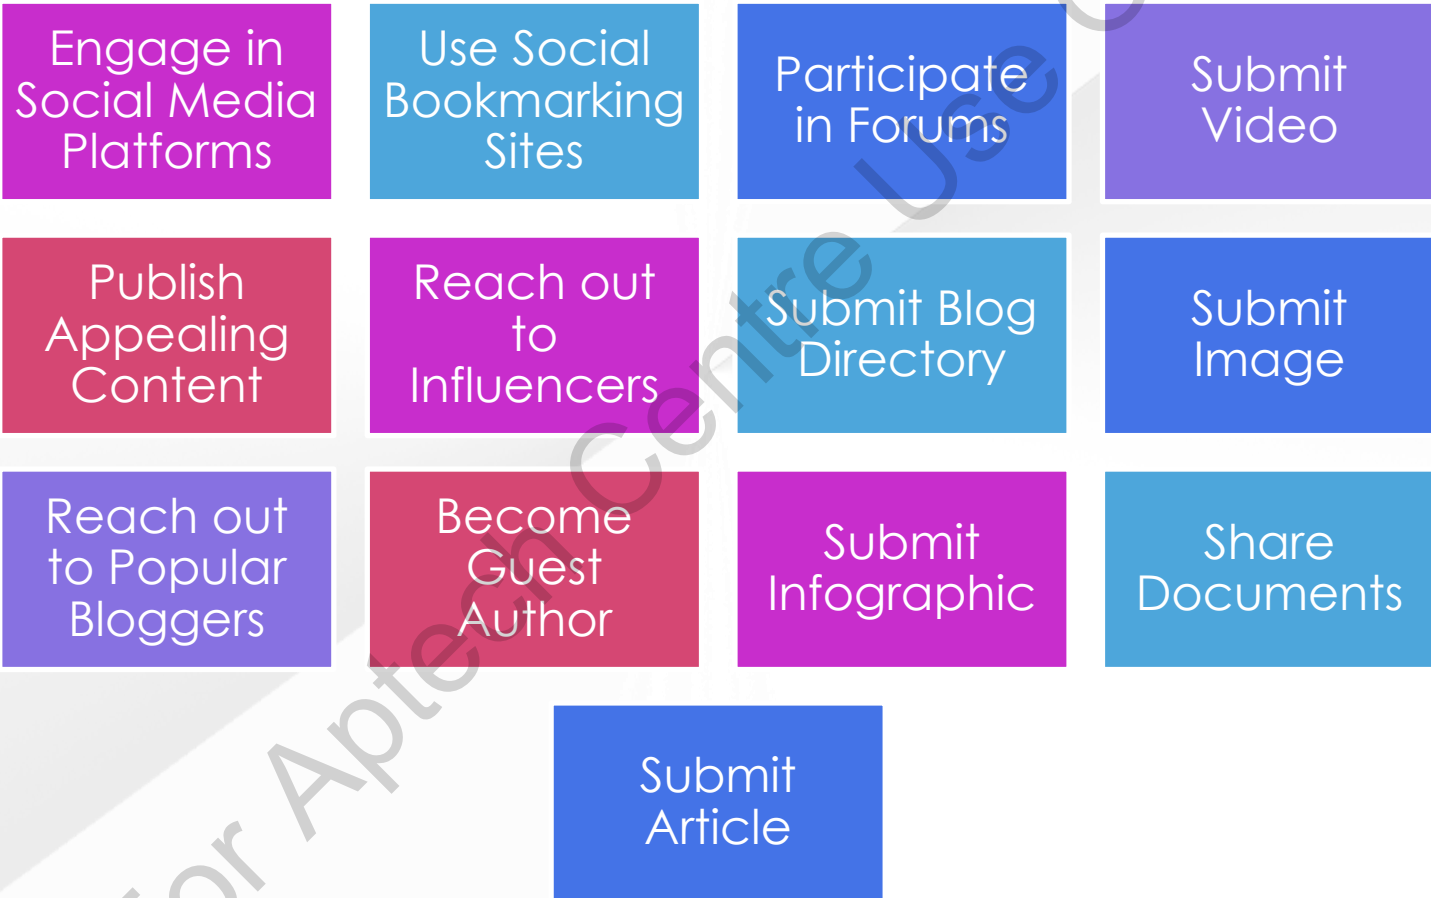 Engage in
Social Media
Platforms
Use Social
Bookmarking
Sites
Participate
in Forums
Submit
Video
Publish
Appealing
Content
Reach out
to
Influencers
Submit Blog
Directory
Submit
Image
Reach out
to Popular
Bloggers
Become
Guest
Author
Submit
Infographic
Share
Documents
Submit
Article
For Aptech Centre Use